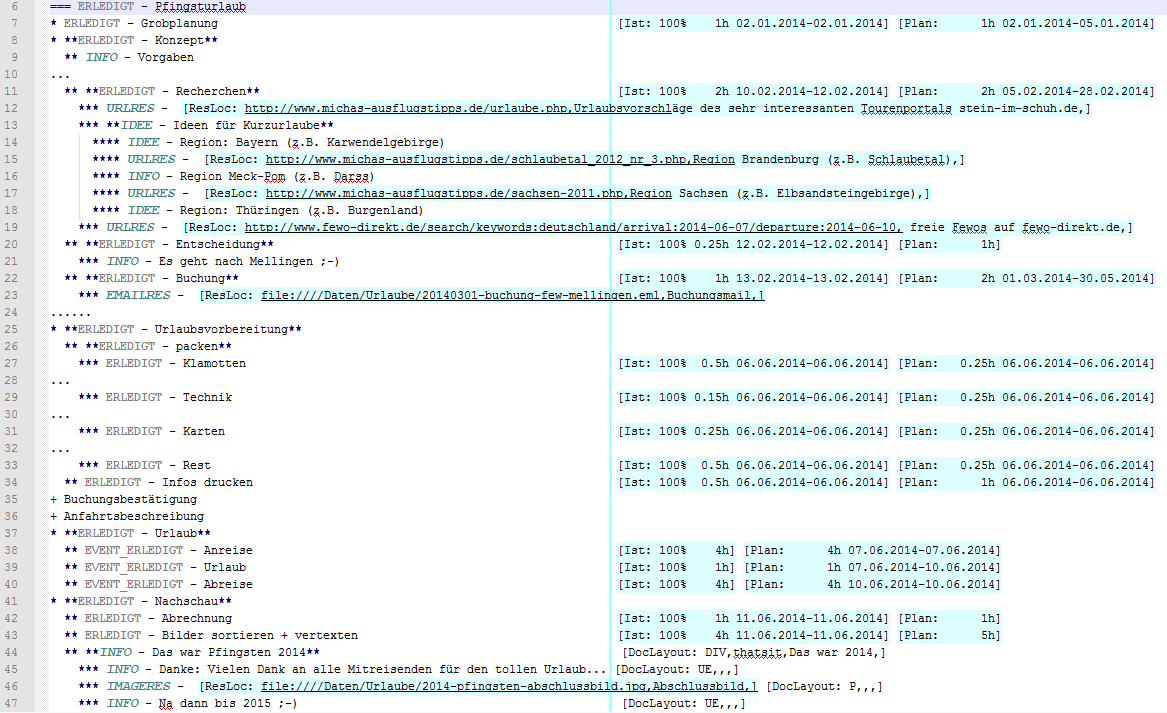 6 === ERLEDIGT - Pfingsturlaub
7 * ERLEDIGT - Grobplanung [Ist: 100% 1h 02.01.2014-02.01.2014] [Plan: 1h 02.01.2014-05.01.2014]
8 * **ERLEDIGT - Konzept**
9 ** INFO - Vorgaben
10 ...
11 ** **ERLEDIGT - Recherchen** [Ist: 100% 2h 10.02.2014-12.02.2014] [Plan: 2h 05.02.2014-28.02.2014]
12 *** URLRES - [ResLoc: http://www.michas-ausflugstipps.de/urlaube.php,Urlaubsvorschläge des sehr interessanten Tourenportals stein-im-schuh.de,]
13 *** **IDEE - Ideen für Kurzurlaube**
14 **** IDEE - Region: Bayern (z.B. Karwendelgebirge)
15 **** URLRES - [ResLoc: http://www.michas-ausflugstipps.de/schlaubetal_2012_nr_3.php,Region Brandenburg (z.B. Schlaubetal),]
16 **** INFO - Region Meck-Pom (z.B. Darss)
17 **** URLRES - [ResLoc: http://www.michas-ausflugstipps.de/sachsen-2011.php,Region Sachsen (z.B. Elbsandsteingebirge),]
18 **** IDEE - Region: Thüringen (z.B. Burgenland)
19 *** URLRES - [ResLoc: http://www.fewo-direkt.de/search/keywords:deutschland/arrival:2014-06-07/departure:2014-06-10, freie Fewos auf fewo-direkt.de,]
20 ** **ERLEDIGT - Entscheidung** [Ist: 100% 0.25h 12.02.2014-12.02.2014] [Plan: 1h]
21 *** INFO - Es geht nach Mellingen ;-)
22 ** **ERLEDIGT - Buchung** [Ist: 100% 1h 13.02.2014-13.02.2014] [Plan: 2h 01.03.2014-30.05.2014]
23 *** EMAILRES - [ResLoc: file:////Daten/Urlaube/20140301-buchung-few-mellingen.eml,Buchungsmail,]
24 ......
25 * **ERLEDIGT - Urlaubsvorbereitung**
26 ** **ERLEDIGT - packen**
27 *** ERLEDIGT - Klamotten [Ist: 100% 0.5h 06.06.2014-06.06.2014] [Plan: 0.25h 06.06.2014-06.06.2014]
28 ...
29 *** ERLEDIGT - Technik [Ist: 100% 0.15h 06.06.2014-06.06.2014] [Plan: 0.25h 06.06.2014-06.06.2014]
30 ...
31 *** ERLEDIGT - Karten [Ist: 100% 0.25h 06.06.2014-06.06.2014] [Plan: 0.25h 06.06.2014-06.06.2014]
32 ...
33 *** ERLEDIGT - Rest [Ist: 100% 0.5h 06.06.2014-06.06.2014] [Plan: 0.25h 06.06.2014-06.06.2014]
34 ** ERLEDIGT - Infos drucken [Ist: 100% 0.5h 06.06.2014-06.06.2014] [Plan: 1h 06.06.2014-06.06.2014]
35 + Buchungsbestätigung
36 + Anfahrtsbeschreibung
37 * **ERLEDIGT - Urlaub**
38 ** EVENT_ERLEDIGT - Anreise [Ist: 100% 4h] [Plan: 4h 07.06.2014-07.06.2014]
39 ** EVENT_ERLEDIGT - Urlaub [Ist: 100% 1h] [Plan: 1h 07.06.2014-10.06.2014]
40 ** EVENT_ERLEDIGT - Abreise [Ist: 100% 4h] [Plan: 4h 10.06.2014-10.06.2014]
41 * **ERLEDIGT - Nachschau**
42 ** ERLEDIGT - Abrechnung [Ist: 100% 1h 11.06.2014-11.06.2014] [Plan: 1h]
43 ** ERLEDIGT - Bilder sortieren + vertexten [Ist: 100% 4h 11.06.2014-11.06.2014] [Plan: 5h]
44 ** **INFO - Das war Pfingsten 2014** [DocLayout: DIV,thatsit,Das war 2014,]
45 *** INFO - Danke: Vielen Dank an alle Mitreisenden für den tollen Urlaub... [DocLayout: UE,,,]
46 *** IMAGERES - [ResLoc: file:////Daten/Urlaube/2014-pfingsten-abschlussbild.jpg,Abschlussbild,] [DocLayout: P,,,]
47 *** INFO - Na dann bis 2015 ;-) [DocLayout: UE,,,]